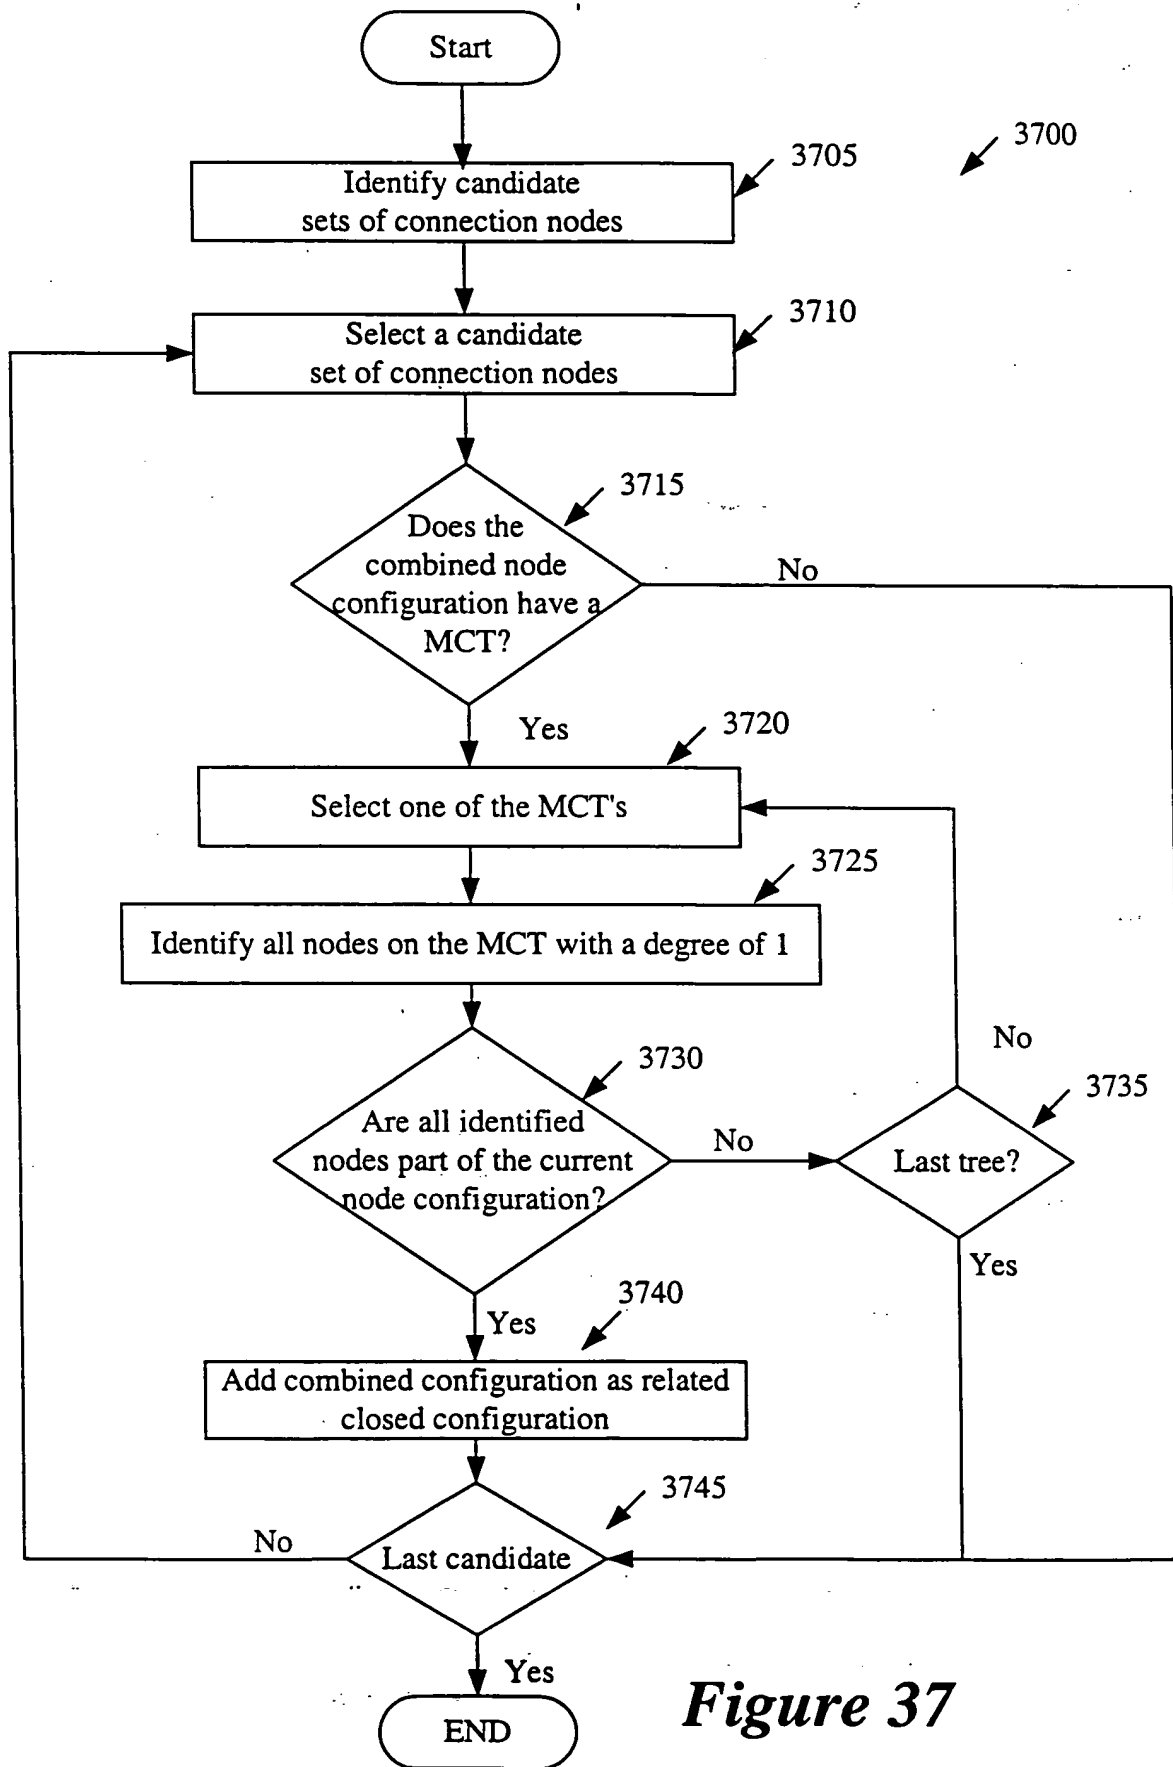 Start
3700
3705
Identify candidate
sets of connection nodes
3710
Select a candidate
set of connection nodes
3715
Does the
combined node
configuration have a
MCT?
No
Yes
3720
Select one of the MCT's
3725
Identify all nodes on the MCT with a degree of 1
No
3730
3735
Are all identified
nodes part of the current
node configuration?
No
Last tree?
Yes
3740
Yes
Add combined configuration as related
closed configuration
3745
No
Last candidate
Yes
END
Figure 37